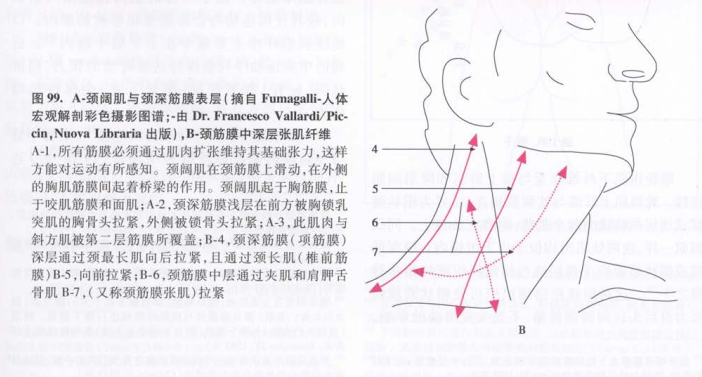 图 99. A-颈阔肌与颈深筋膜表层(摘自 Fumagalli-人体
宏观解剖彩色摄影图谱;-由 Dr. Francesco Vallardi/Pic-
cin,Nuova Libraria 出版),B-颈筋膜中深层张肌纤维
A-1,所有筋膜必须通过肌肉扩张维持其基础张力,这样
方能对运动有所感知。颈阔肌在颈筋膜上滑动,在外侧
的胸肌筋膜间起着桥梁的作用。颈阔肌起于胸筋膜,止
于咬肌筋膜和面肌;A-2,颈深筋膜浅层在前方被胸锁乳
突肌的胸骨头拉紧,外侧被锁骨头拉紧;A-3,此肌肉与
斜方肌被第二层筋膜所覆盖;B-4,颈深筋膜(项筋膜)
深层通过颈最长肌向后拉紧,且通过颈长肌(椎前筋
膜)B-5,向前拉紧;B-6,颈筋膜中层通过夹肌和肩胛舌
骨肌 B-7,(又称颈筋膜张肌)拉紧
4
5
6
7
B